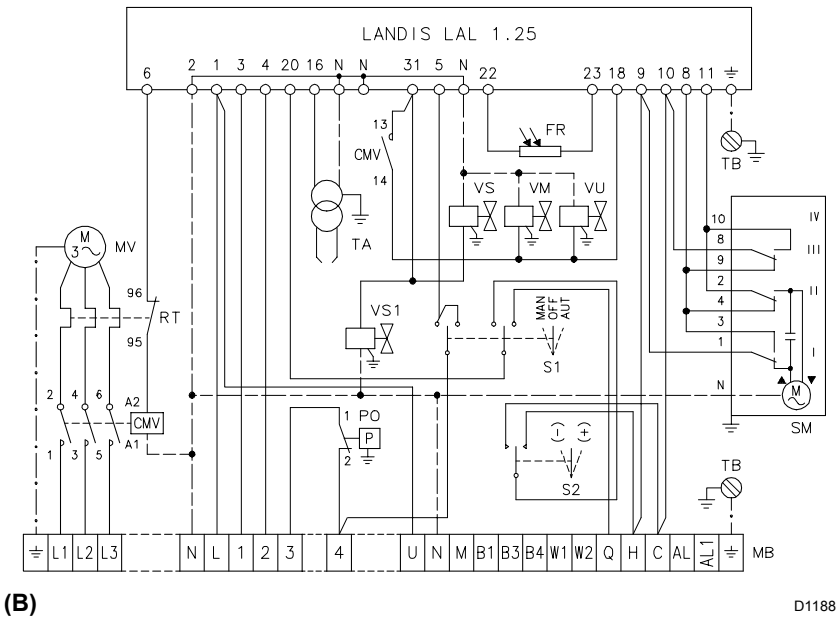 LANDIS LAL 1.25
6 2 1 3 4 20 16 N N 31 5 N 22 23 18 9 10 8 11
13
CMV
14
FR
TB
TA
VS VM VU
10 IV
8 III
9
2 II
4
3
1 I
N
M
SM
M
3
MV
96
RT
95
VS1
MAN
OFF
AUT
S1
2 4 6 A2
CMV
1 3 5 A1
1 PO
P
2
(-) (+)
S2
TB
L1 L2 L3 N L 1 2 3 4 U N M B1 B3 B4 W1 W2 Q H C AL AL1 MB
(B)
D1188